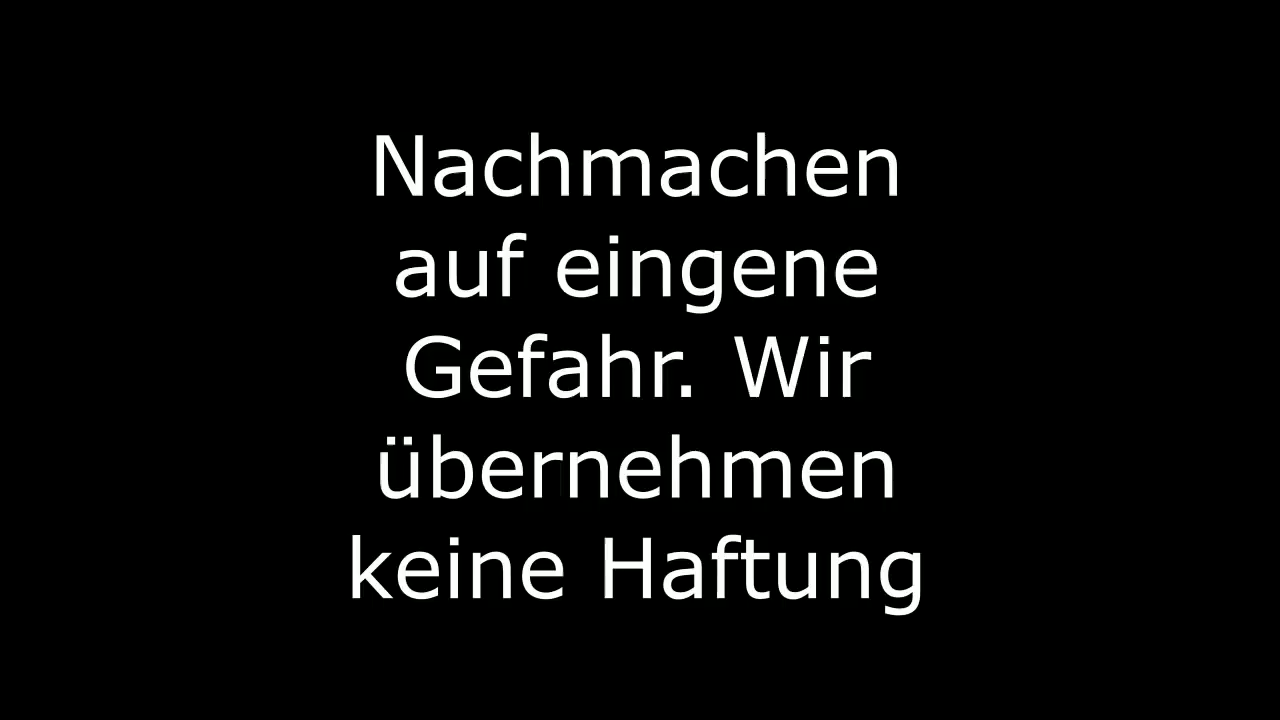 Nachmachen
auf eingene
Gefahr. Wir
übernehmen
keine Haftung